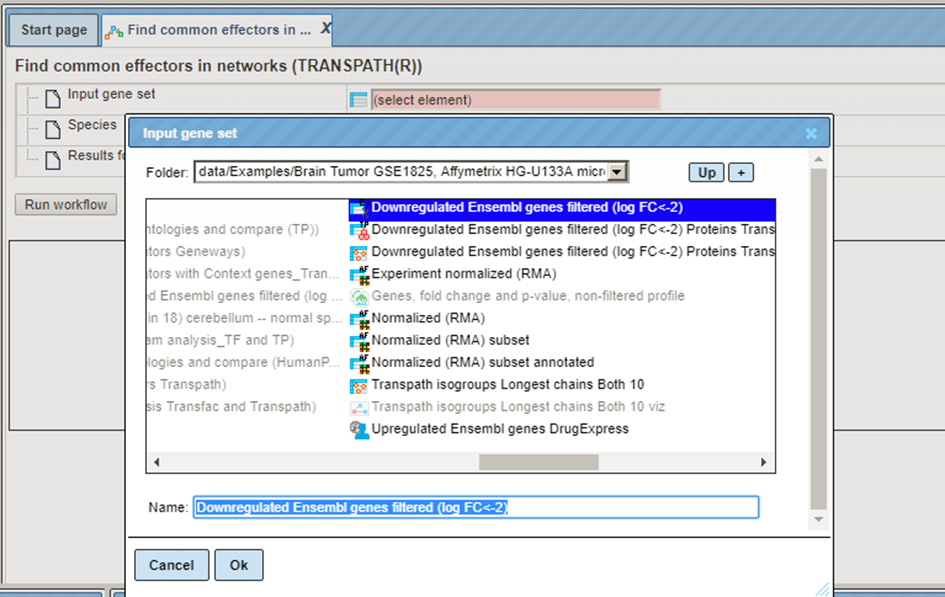 Start page
Find common effectors in ... X
Find common effectors in networks (TRANSPATH(R))
Input gene set
(select element)
Species
Results fo
Run workflow
Input gene set
Folder: data/Examples/Brain Tumor GSE1825, Affymetrix HG-U133A micr
Up
+
Downregulated Ensembl genes filtered (log FC<-2)
ntologies and compare (TP))
Downregulated Ensembl genes filtered (log FC<-2) Proteins Trans
ators Geneways)
Downregulated Ensembl genes filtered (log FC<-2) Proteins Trans
ators with Context genes_Tran...
Experiment normalized (RMA)
ed Ensembl genes filtered (log ...
Genes, fold change and p-value, non-filtered profile
in 18) cerebellum -- normal sp...
Normalized (RMA)
am analysis_TF and TP)
Normalized (RMA) subset
logies and compare (HumanP...
Normalized (RMA) subset annotated
rs Transpath)
Transpath isogroups Longest chains Both 10
sis Transfac and Transpath)
Transpath isogroups Longest chains Both 10 viz
Upregulated Ensembl genes DrugExpress
Name: Downregulated Ensembl genes filtered (log FC<-2)
Cancel
Ok